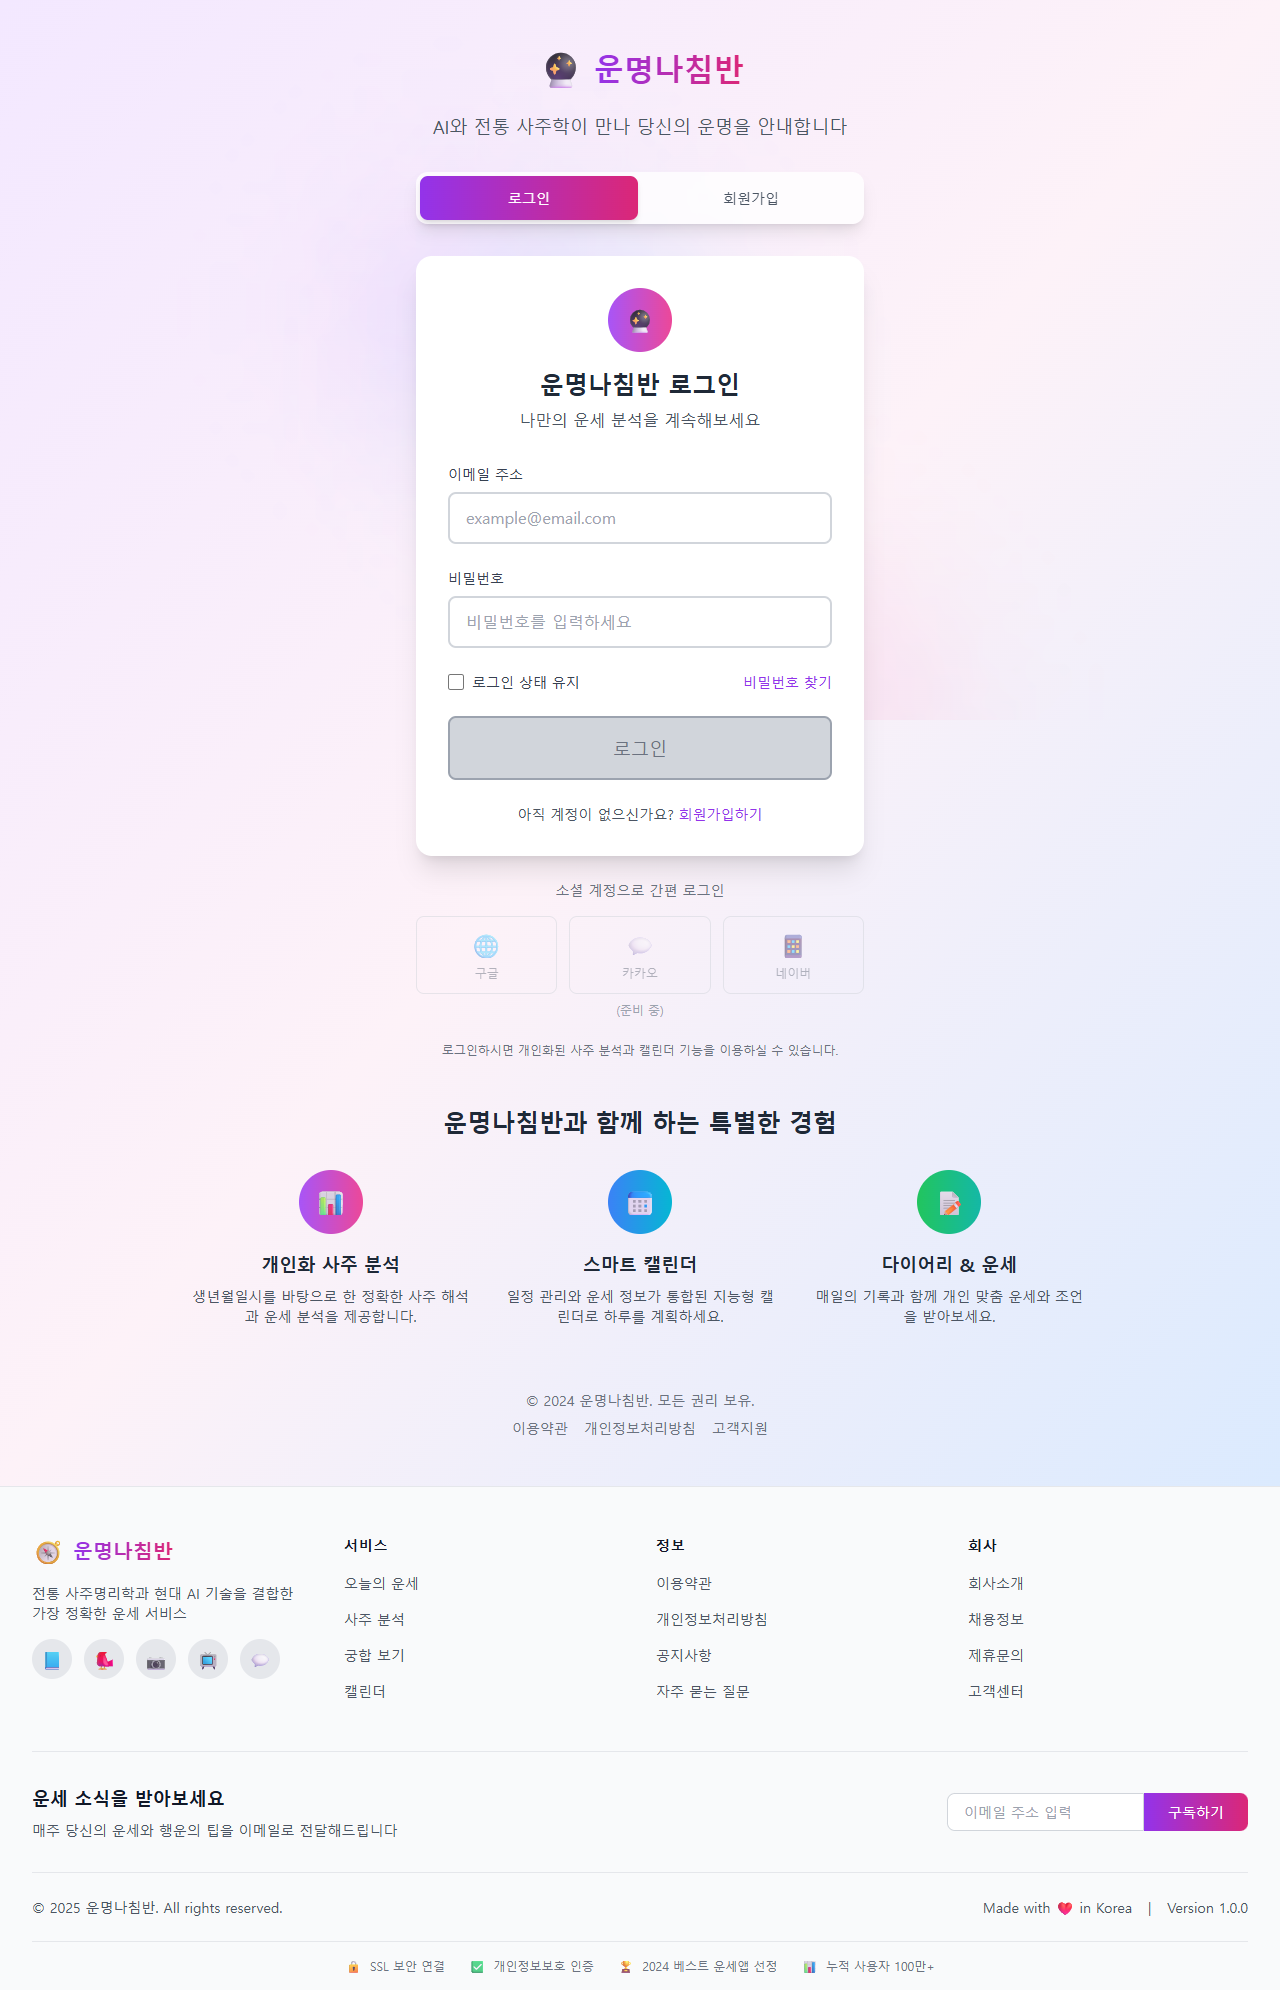 운명나침반
AI와 전통 사주학이 만나 당신의 운명을 안내합니다
로그인
회원가입
운명나침반 로그인
나만의 운세 분석을 계속해보세요
이메일 주소
example@email.com
비밀번호
비밀번호를 입력하세요
로그인 상태 유지
비밀번호 찾기
로그인
아직 계정이 없으신가요? 회원가입하기
소셜 계정으로 간편 로그인
구글
카카오
네이버
(준비 중)
로그인하시면 개인화된 사주 분석과 캘린더 기능을 이용하실 수 있습니다.
운명나침반과 함께 하는 특별한 경험
개인화 사주 분석
생년월일시를 바탕으로 한 정확한 사주 해석
과 운세 분석을 제공합니다.
스마트 캘린더
일정 관리와 운세 정보가 통합된 지능형 캘
린더로 하루를 계획하세요.
다이어리 & 운세
매일의 기록과 함께 개인 맞춤 운세와 조언
을 받아보세요.
© 2024 운명나침반. 모든 권리 보유.
이용약관 개인정보처리방침 고객지원
운명나침반
전통 사주명리학과 현대 AI 기술을 결합한
가장 정확한 운세 서비스
서비스
오늘의 운세
사주 분석
궁합 보기
캘린더
정보
이용약관
개인정보처리방침
공지사항
자주 묻는 질문
회사
회사소개
채용정보
제휴문의
고객센터
운세 소식을 받아보세요
매주 당신의 운세와 행운의 팁을 이메일로 전달해드립니다
이메일 주소 입력
구독하기
© 2025 운명나침반. All rights reserved.
Made with ❤️ in Korea | Version 1.0.0
SSL 보안 연결
개인정보보호 인증
2024 베스트 운세앱 선정
누적 사용자 100만+